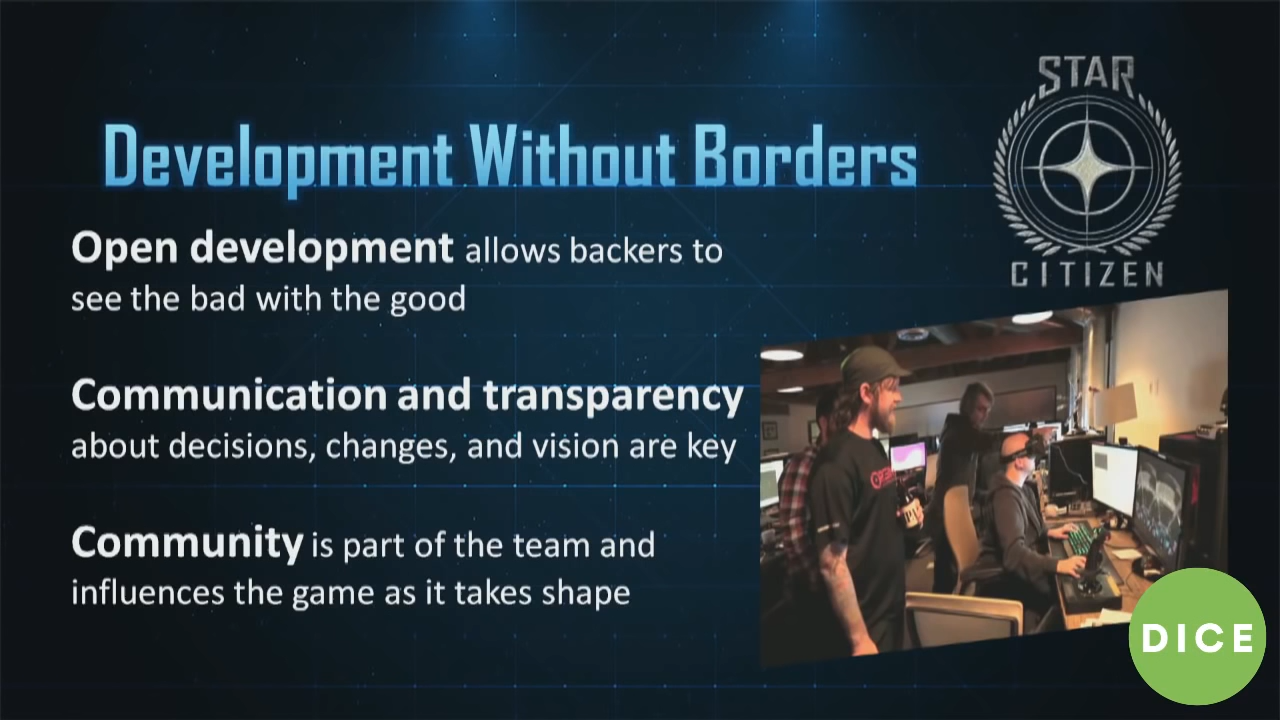 STAR
CITIZEN
Development Without Borders
Open development allows backers to
see the bad with the good
Communication and transparency
about decisions, changes, and vision are key
Community is part of the team and
influences the game as it takes shape
DICE